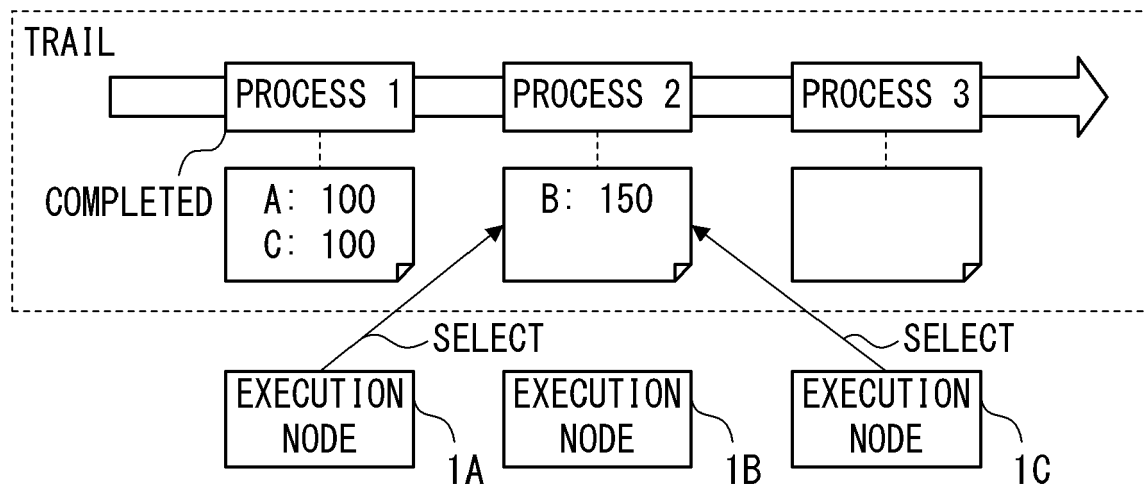 TRAIL
PROCESS 1
PROCESS 2
PROCESS 3
COMPLETED
A: 100
C: 100
B: 150
SELECT
SELECT
EXECUTION
NODE
EXECUTION
NODE
EXECUTION
NODE
1A
1B
1C